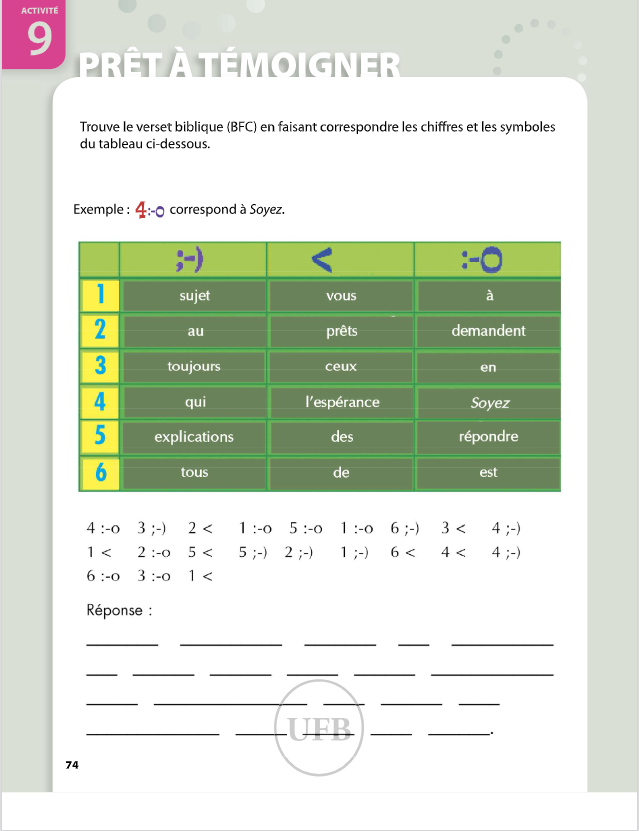 ACTIVITÉ
9
PRÊT À TÉMOIGNER
Trouve le verset biblique (BFC) en faisant correspondre les chiffres et les symboles
du tableau ci-dessous.
Exemple : 4:-o correspond à Soyez.
;-) < :-o
1 sujet vous à
2 au prêts demandent
3 toujours ceux en
4 qui l'espérance Soyez
5 explications des répondre
6 tous de est
4 :-o 3 ;-) 2 < 1 :-o 5 :-o 1 :-o 6 ;-) 3 < 4 ;-)
1 < 2 :-o 5 < 5 ;-) 2 ;-) 1 ;-) 6 < 4 < 4 ;-)
6 :-o 3 :-o 1 <
Réponse :
UFB
74